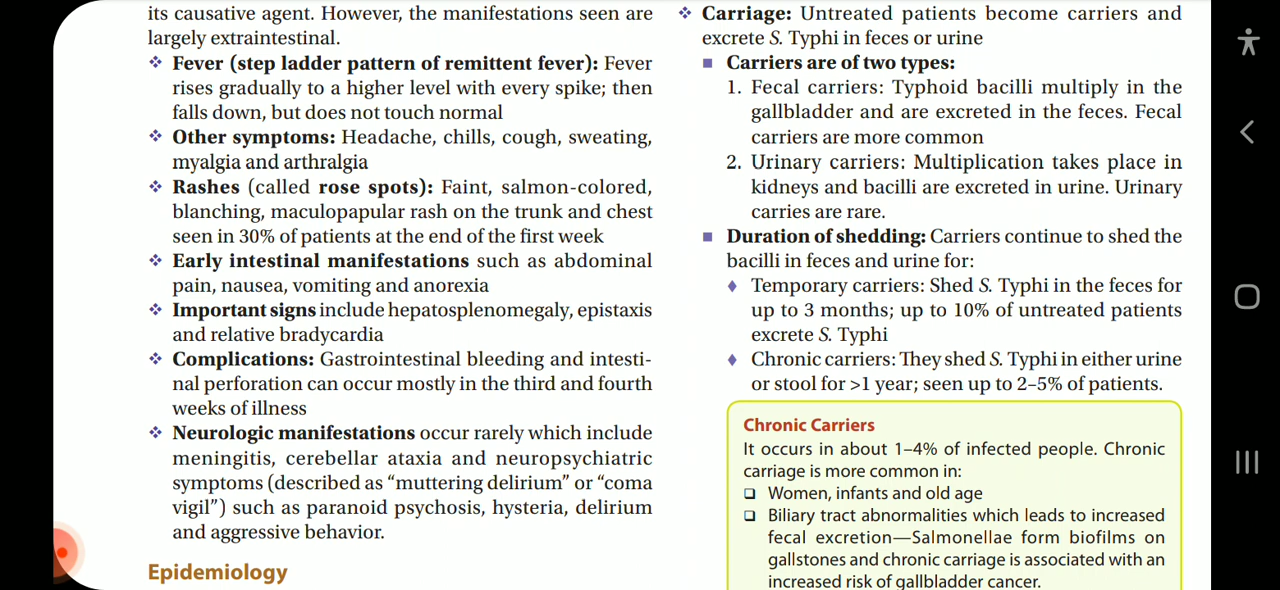 its causative agent. However, the manifestations seen are
largely extraintestinal.
❖ Fever (step ladder pattern of remittent fever): Fever
rises gradually to a higher level with every spike; then
falls down, but does not touch normal
❖ Other symptoms: Headache, chills, cough, sweating,
myalgia and arthralgia
❖ Rashes (called rose spots): Faint, salmon-colored,
blanching, maculopapular rash on the trunk and chest
seen in 30% of patients at the end of the first week
❖ Early intestinal manifestations such as abdominal
pain, nausea, vomiting and anorexia
❖ Important signs include hepatosplenomegaly, epistaxis
and relative bradycardia
❖ Complications: Gastrointestinal bleeding and intesti-
nal perforation can occur mostly in the third and fourth
weeks of illness
❖ Neurologic manifestations occur rarely which include
meningitis, cerebellar ataxia and neuropsychiatric
symptoms (described as “muttering delirium” or “coma
vigil”) such as paranoid psychosis, hysteria, delirium
and aggressive behavior.
Epidemiology
❖ Carriage: Untreated patients become carriers and
excrete S. Typhi in feces or urine
■ Carriers are of two types:
1. Fecal carriers: Typhoid bacilli multiply in the
gallbladder and are excreted in the feces. Fecal
carriers are more common
2. Urinary carriers: Multiplication takes place in
kidneys and bacilli are excreted in urine. Urinary
carries are rare.
■ Duration of shedding: Carriers continue to shed the
bacilli in feces and urine for:
♦ Temporary carriers: Shed S. Typhi in the feces for
up to 3 months; up to 10% of untreated patients
excrete S. Typhi
♦ Chronic carriers: They shed S. Typhi in either urine
or stool for >1 year; seen up to 2–5% of patients.
Chronic Carriers
It occurs in about 1–4% of infected people. Chronic
carriage is more common in:
❑ Women, infants and old age
❑ Biliary tract abnormalities which leads to increased
fecal excretion—Salmonellae form biofilms on
gallstones and chronic carriage is associated with an
increased risk of gallbladder cancer.